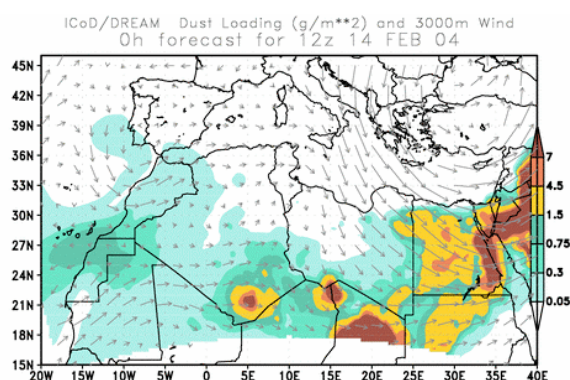 ICoD/DREAM Dust Loading (g/m**2) and 3000m Wind
0h forecast for 12z 14 FEB 04
45N
42N
39N
36N
33N
30N
27N
24N
21N
18N
15N
20W 15W 10W 5W 0 5E 10E 15E 20E 25E 30E 35E 40E
7
4.5
1.5
0.75
0.3
0.05